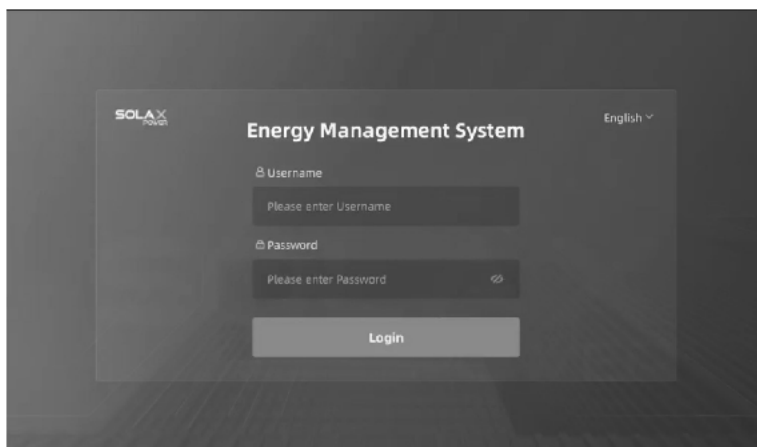 SOLAX
POWER
English
Energy Management System
Username
Please enter Username
Password
Please enter Password
Login